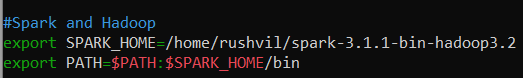 #Spark and Hadoop
export SPARK_HOME=/home/rushvil/spark-3.1.1-bin-hadoop3.2
export PATH=$PATH:$SPARK_HOME/bin